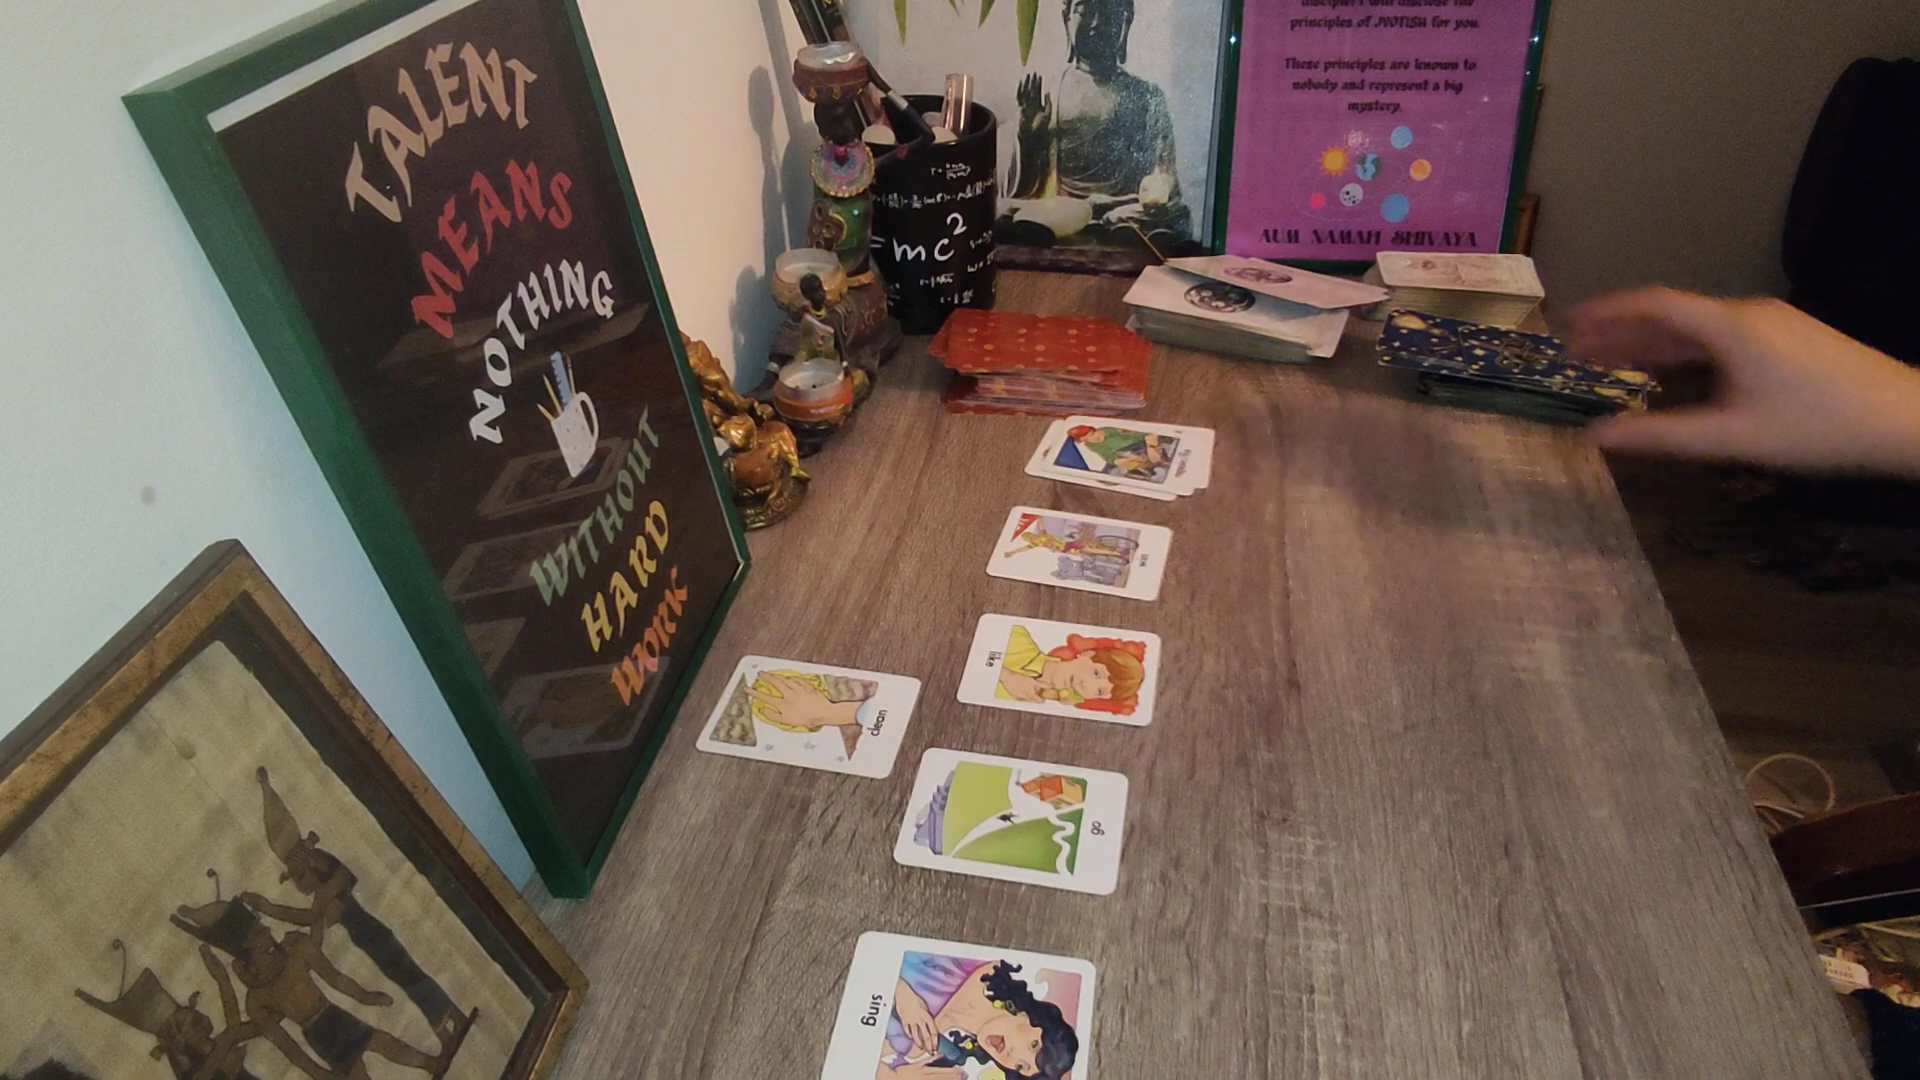 TALENT
MEANS
NOTHING
WITHOUT
HARD
WORK
mc²
principles of JYOTISH for you.
These principles are known to
nobody and represent a big
mystery.
AUM NAMAH SHIVAYA
like
clean
go
sing